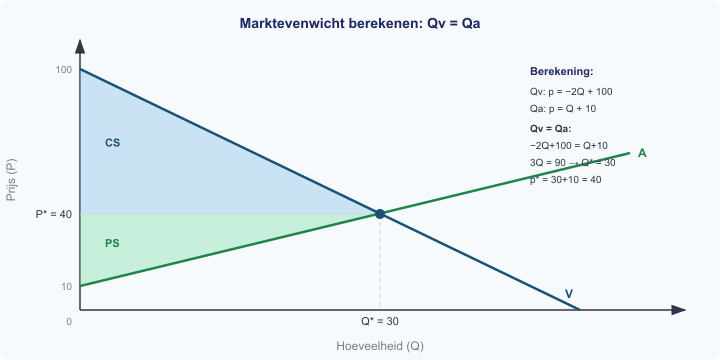 Marktevenwicht berekenen: Qv = Qa
Berekening:
Qv: p = −2Q + 100
Qa: p = Q + 10
Qv = Qa:
−2Q+100 = Q+10
3Q = 90 → Q* = 30
p* = 30+10 = 40
100
CS
A
P* = 40
PS
10
V
0
Q* = 30
Hoeveelheid (Q)
Prijs (P)